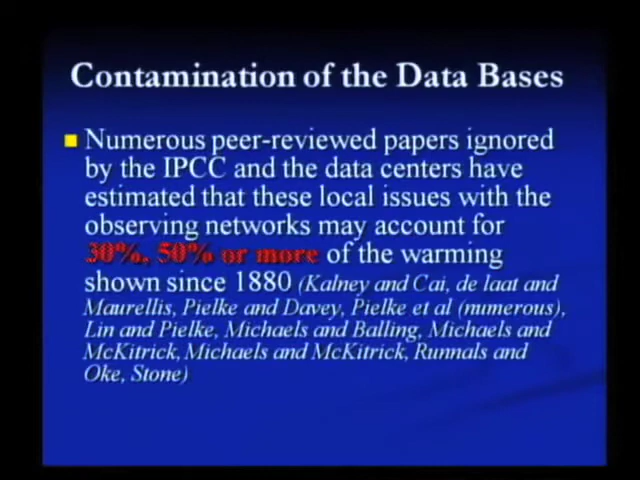 Contamination of the Data Bases
Numerous peer-reviewed papers ignored
by the IPCC and the data centers have
estimated that these local issues with the
observing networks may account for
30%, 50% or more of the warming
shown since 1880 (Kalney and Cai, de laat and
Maurellis, Pielke and Davey, Pielke et al (numerous),
Lin and Pielke, Michaels and Balling, Michaels and
McKitrick, Michaels and McKitrick, Runnals and
Oke, Stone)